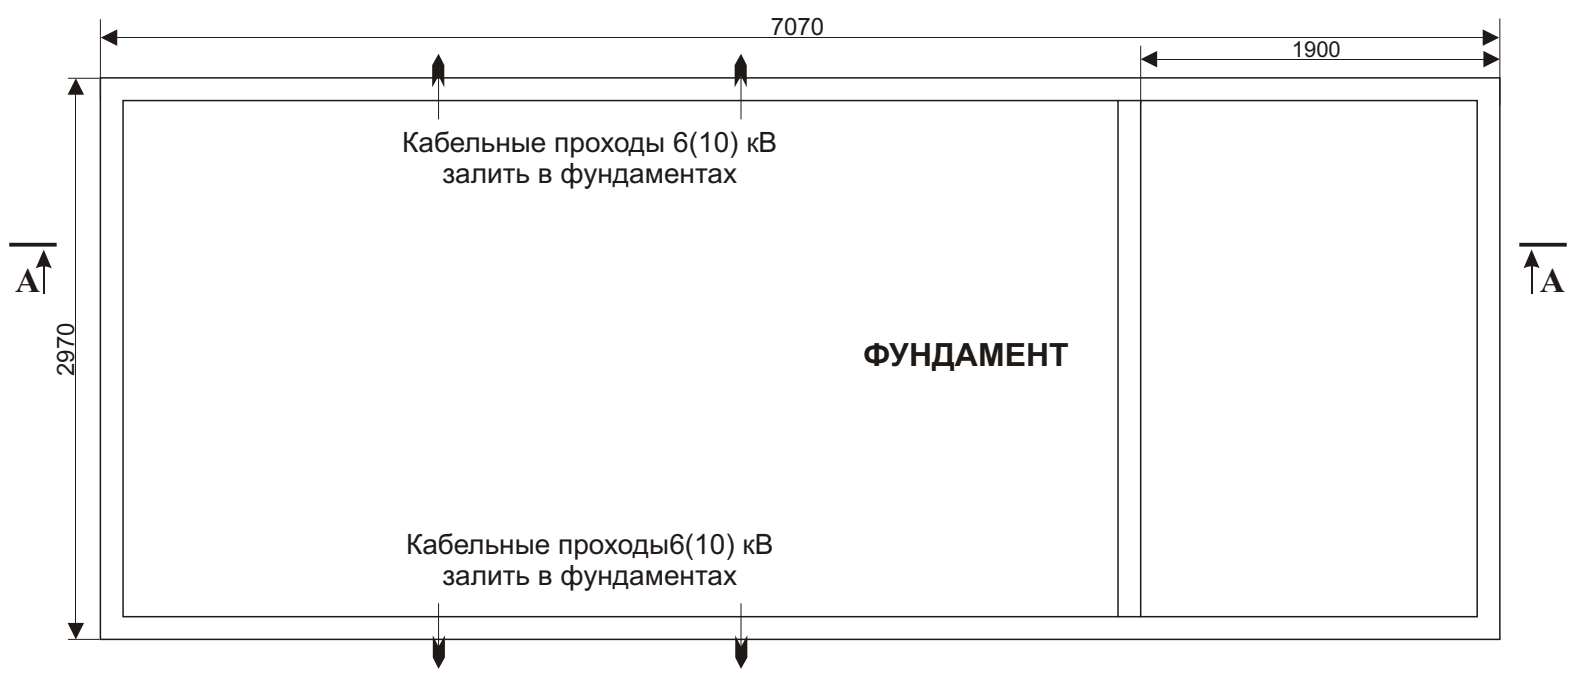 7070
1900
Кабельные проходы 6(10) кВ
залить в фундаментах
А
А
2970
ФУНДАМЕНТ
Кабельные проходы6(10) кВ
залить в фундаментах